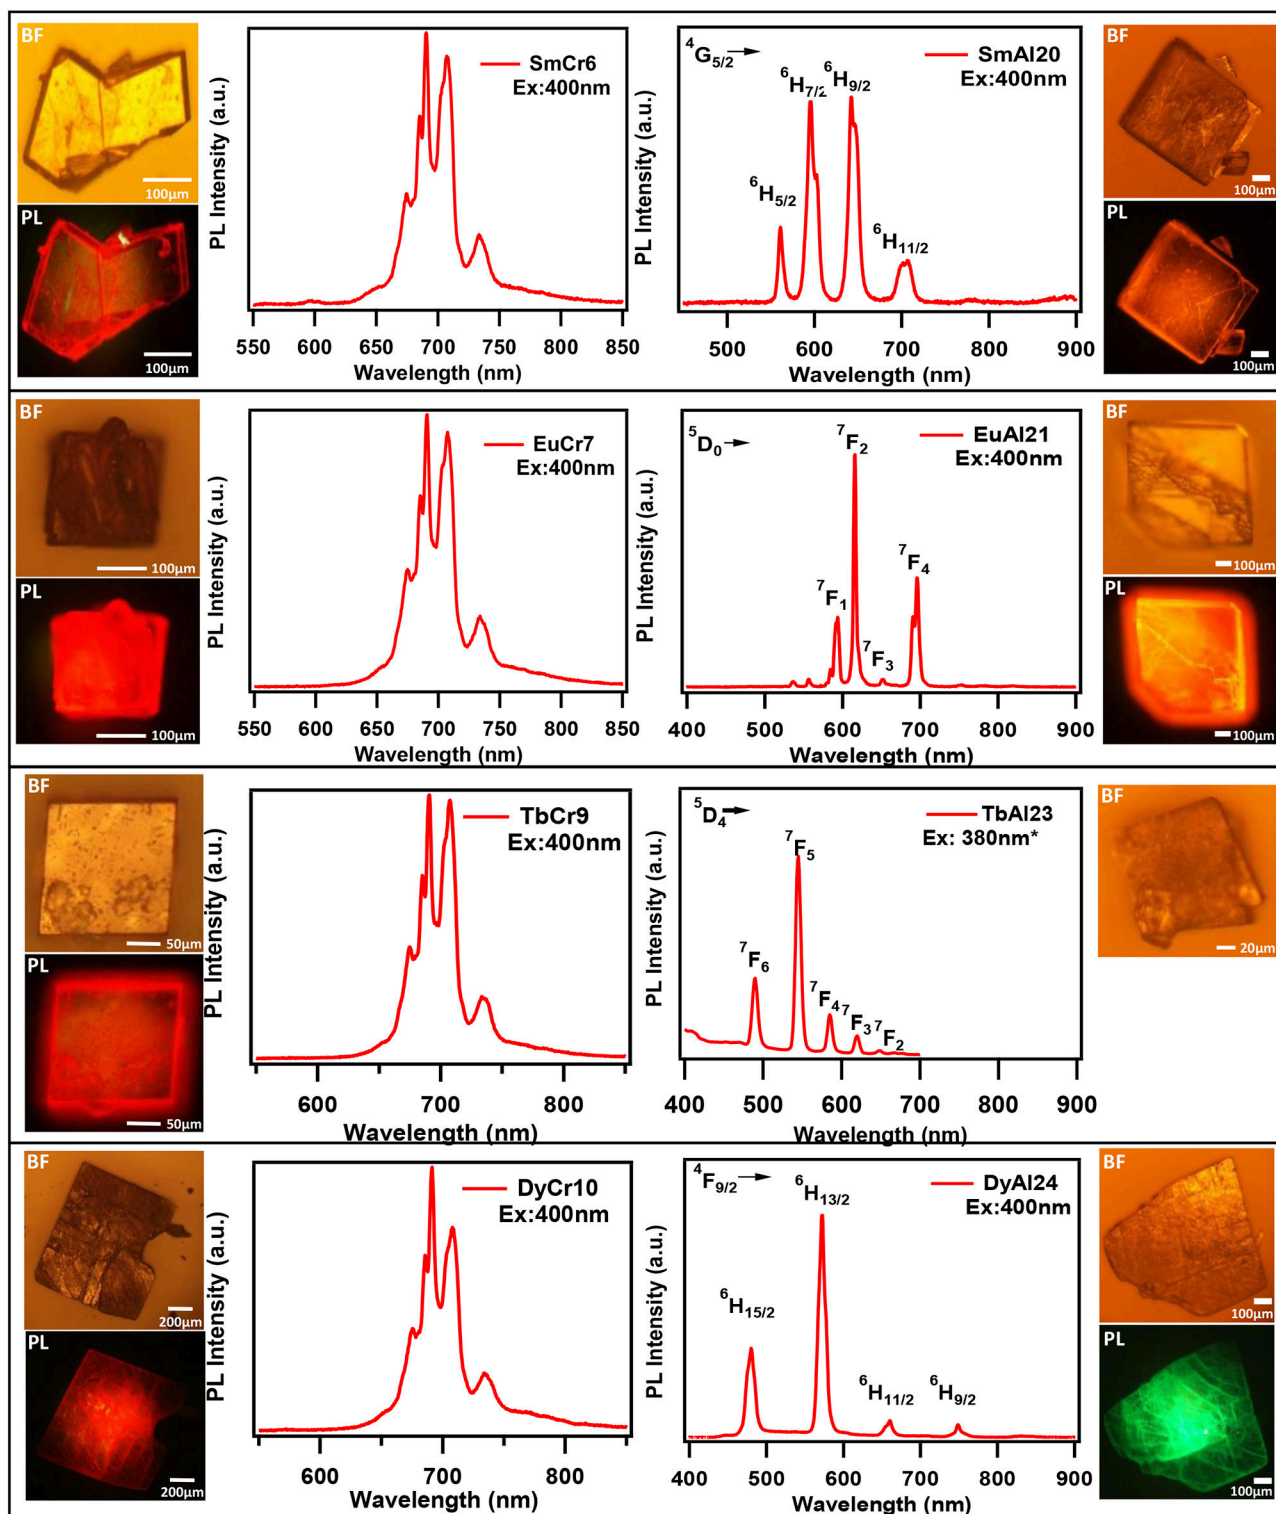 BF
100μm
PL
100μm
PL Intensity (a.u.)
SmCr6
Ex:400nm
550 600 650 700 750 800 850
Wavelength (nm)
PL Intensity (a.u.)
⁴G₅/₂→
⁶H₅/₂
⁶H₇/₂
⁶H₉/₂
⁶H₁₁/₂
SmAl20
Ex:400nm
500 600 700 800 900
Wavelength (nm)
BF
100μm
PL
100μm
BF
100μm
PL
100μm
PL Intensity (a.u.)
EuCr7
Ex:400nm
550 600 650 700 750 800 850
Wavelength (nm)
PL Intensity (a.u.)
⁵D₀→
⁷F₁
⁷F₂
⁷F₃
⁷F₄
EuAl21
Ex:400nm
400 500 600 700 800 900
Wavelength (nm)
BF
100μm
PL
100μm
BF
50μm
PL
50μm
PL Intensity (a.u.)
TbCr9
Ex:400nm
600 700 800
Wavelength (nm)
PL Intensity (a.u.)
⁵D₄→
⁷F₆
⁷F₅
⁷F₄
⁷F₃
⁷F₂
TbAl23
Ex: 380nm*
400 500 600 700 800 900
Wavelength (nm)
BF
20μm
BF
200μm
PL
200μm
PL Intensity (a.u.)
DyCr10
Ex:400nm
600 700 800
Wavelength (nm)
PL Intensity (a.u.)
⁴F₉/₂→
⁶H₁₅/₂
⁶H₁₃/₂
⁶H₁₁/₂
⁶H₉/₂
DyAl24
Ex:400nm
400 500 600 700 800 900
Wavelength (nm)
BF
100μm
PL
100μm